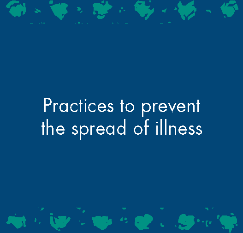 Practices to prevent
the spread of illness